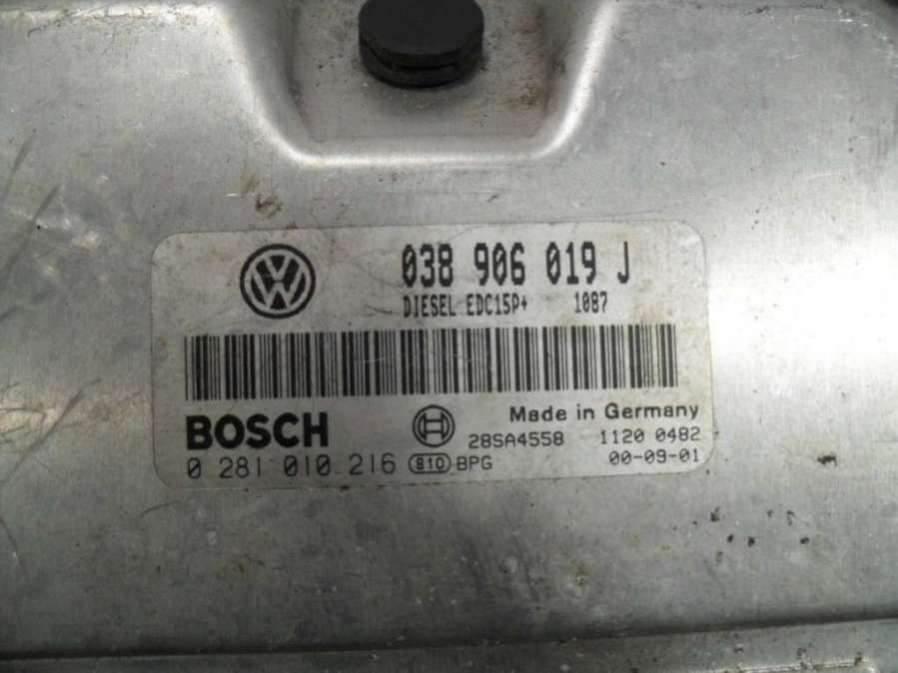 038 906 019 J
DIESEL EDC15P+ 1087
BOSCH Made in Germany
28SA4558 1120 0482
0 281 010 216 810 BPG 00-09-01